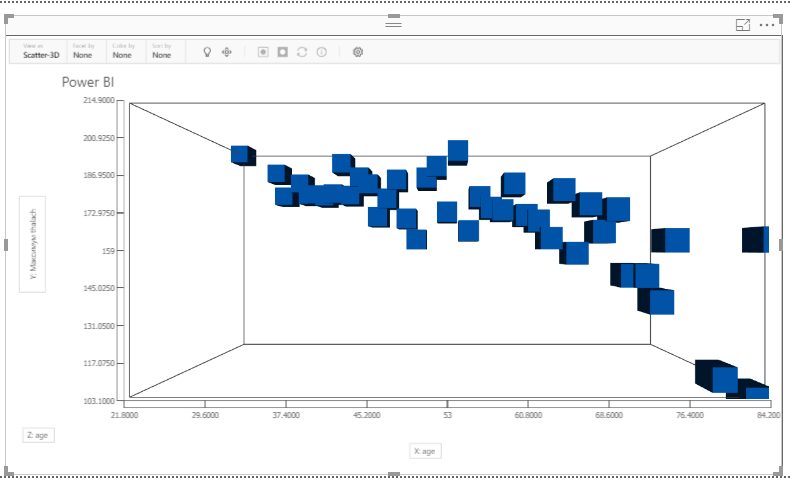 View as Facet by Color by Sort by
Scatter-3D None None None
Power BI
214.9000
200.9250
186.9500
172.9750
159
145.0250
131.0500
117.0750
103.1000
Y: Максимум thalach
21.8000 29.6000 37.4000 45.2000 53 60.8000 68.6000 76.4000 84.200
Z: age
X: age